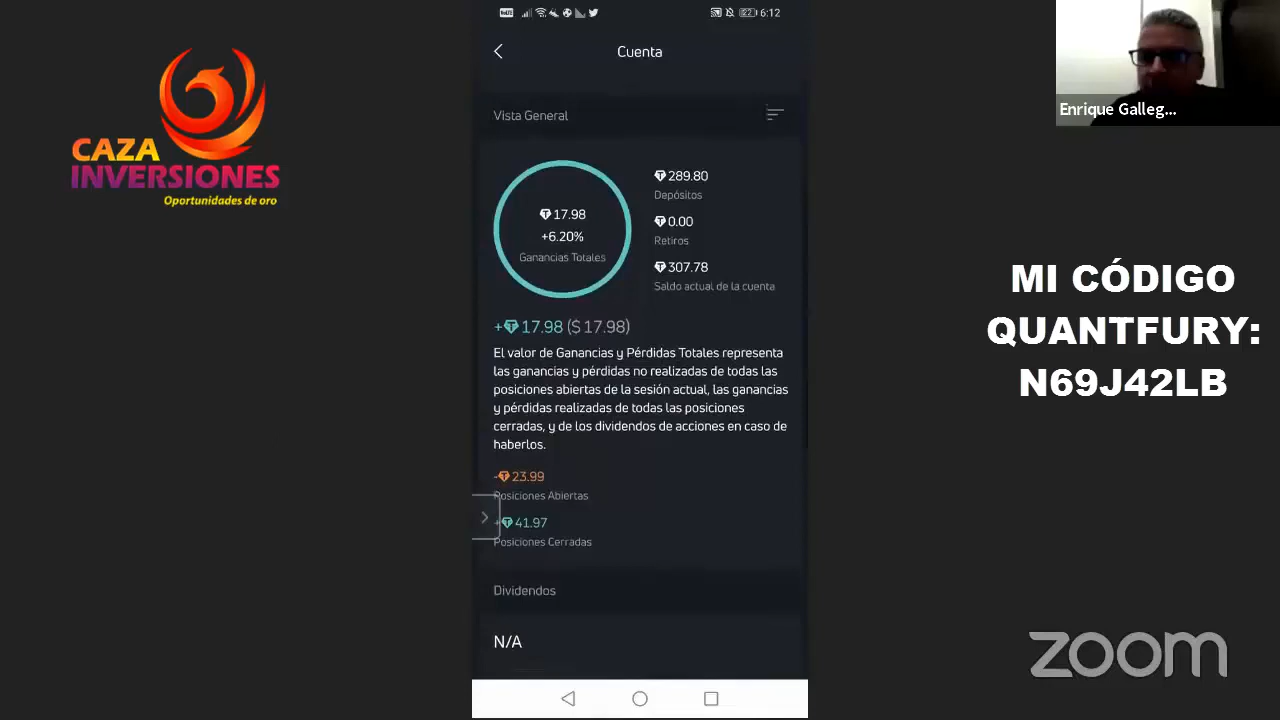 VoLTE
22
6:12
Cuenta
Enrique Galleg...
Vista General
CAZA
INVERSIONES
Oportunidades de oro
289.80
Depósitos
17.98
+6.20%
Ganancias Totales
0.00
Retiros
307.78
Saldo actual de la cuenta
+17.98 ($ 17.98)
El valor de Ganancias y Pérdidas Totales representa
las ganancias y pérdidas no realizadas de todas las
posiciones abiertas de la sesión actual, las ganancias
y pérdidas realizadas de todas las posiciones
cerradas, y de los dividendos de acciones en caso de
haberlos.
-23.99
Posiciones Abiertas
+41.97
Posiciones Cerradas
Dividendos
N/A
MI CÓDIGO
QUANTFURY:
N69J42LB
zoom